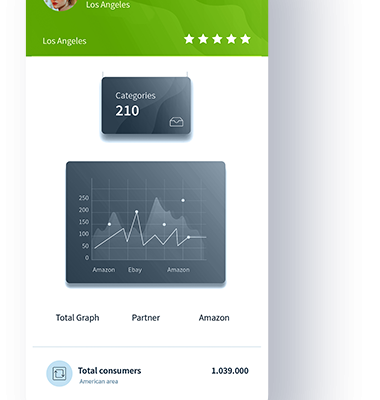 Los Angeles
Los Angeles
Categories
210
250
200
150
100
50
0
Amazon Ebay Amazon
Total Graph Partner Amazon
Total consumers 1.039.000
American area